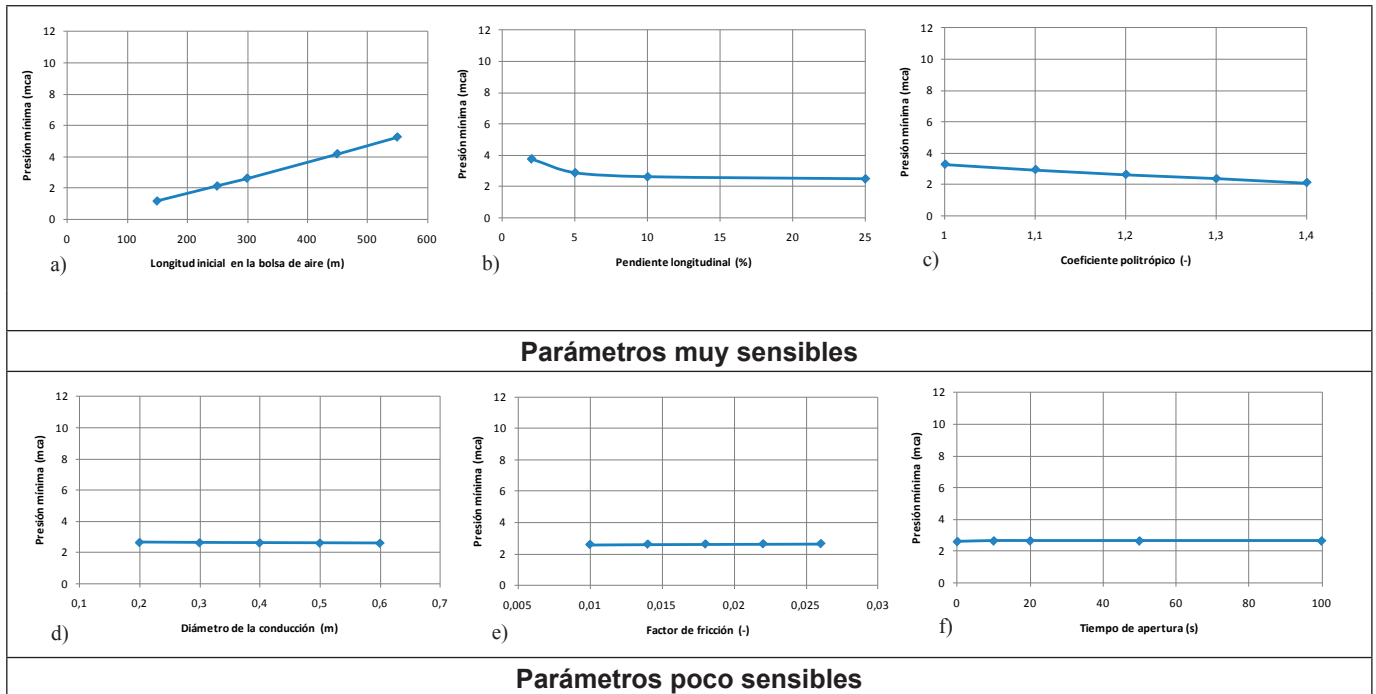 12
10
8
6
4
2
0
Presión mínima (mca)
0 100 200 300 400 500 600
Longitud inicial en la bolsa de aire (m)
a)
12
10
8
6
4
2
0
Presión mínima (mca)
0 5 10 15 20 25
Pendiente longitudinal (%)
b)
12
10
8
6
4
2
0
Presión mínima (mca)
1 1,1 1,2 1,3 1,4
Coeficiente politrópico (-)
c)
Parámetros muy sensibles
12
10
8
6
4
2
0
Presión mínima (mca)
0,1 0,2 0,3 0,4 0,5 0,6 0,7
Diámetro de la conducción (m)
d)
12
10
8
6
4
2
0
Presión mínima (mca)
0,005 0,01 0,015 0,02 0,025 0,03
Factor de fricción (-)
e)
12
10
8
6
4
2
0
Presión mínima (mca)
0 20 40 60 80 100
Tiempo de apertura (s)
f)
Parámetros poco sensibles